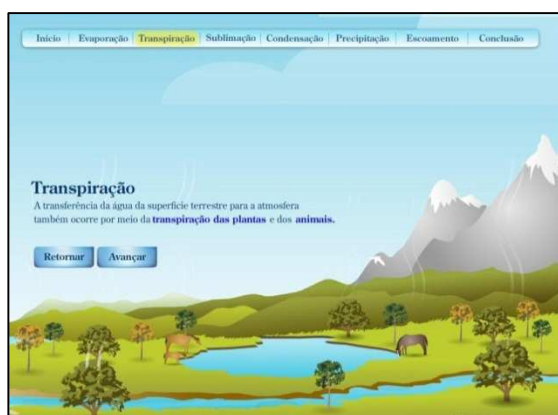 Início Evaporação Transpiração Sublimação Condensação Precipitação Escoamento Conclusão
Transpiração
A transferência da água da superfície terrestre para a atmosfera
também ocorre por meio da transpiração das plantas e dos animais.
Retornar Avançar